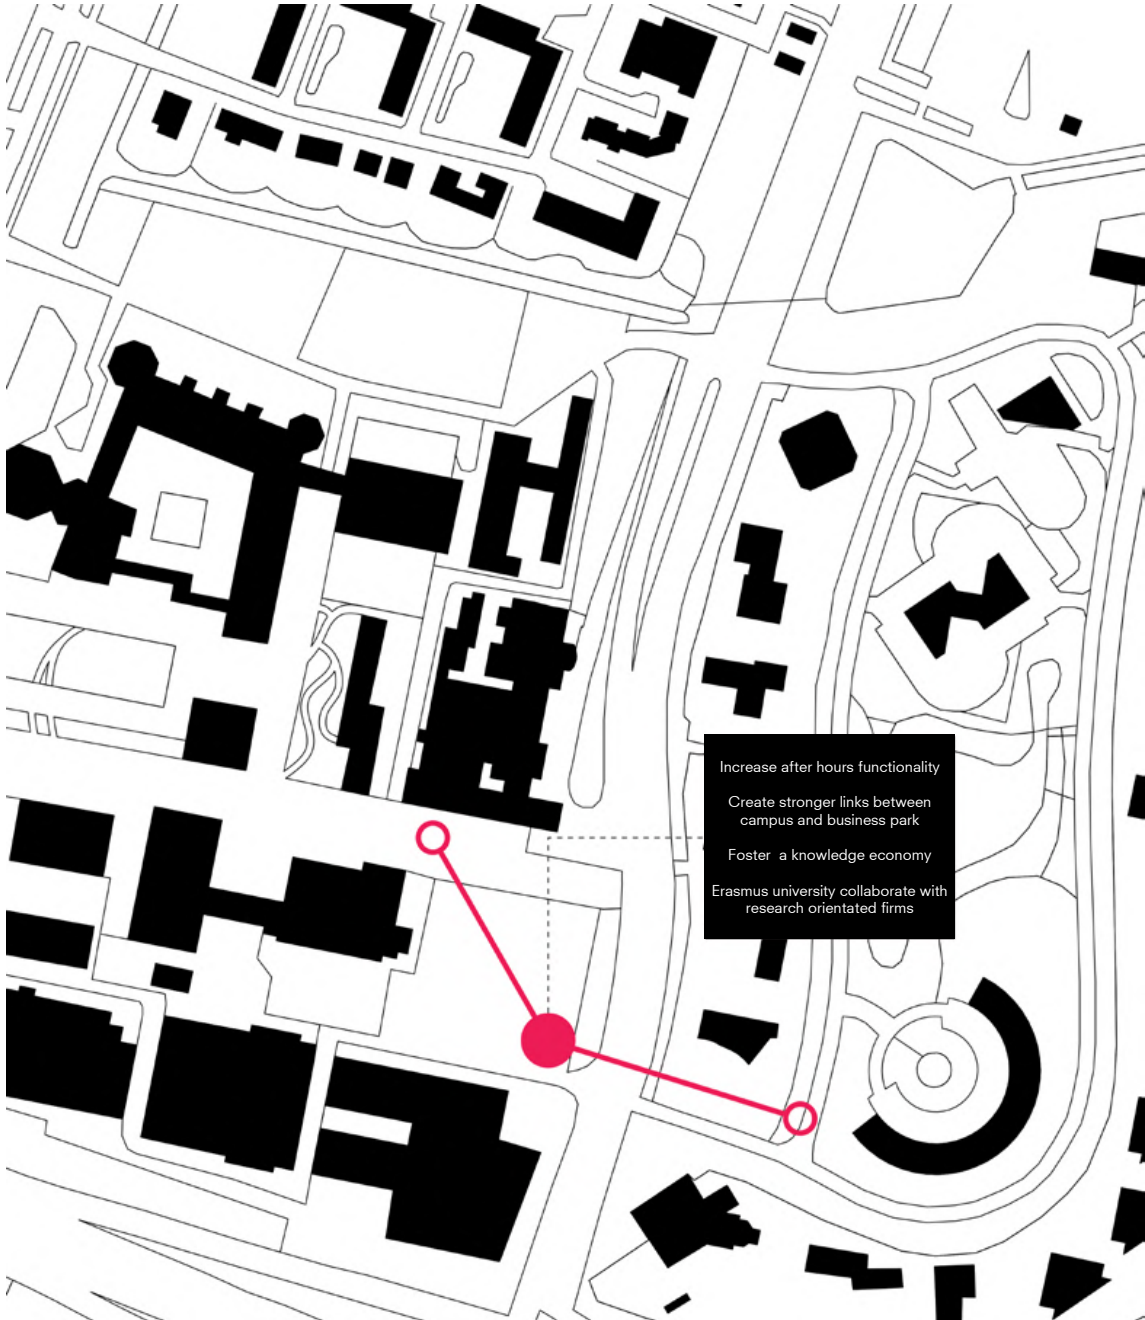 Increase after hours functionality
Create stronger links between
campus and business park
Foster  a knowledge economy
Erasmus university collaborate with
research orientated firms